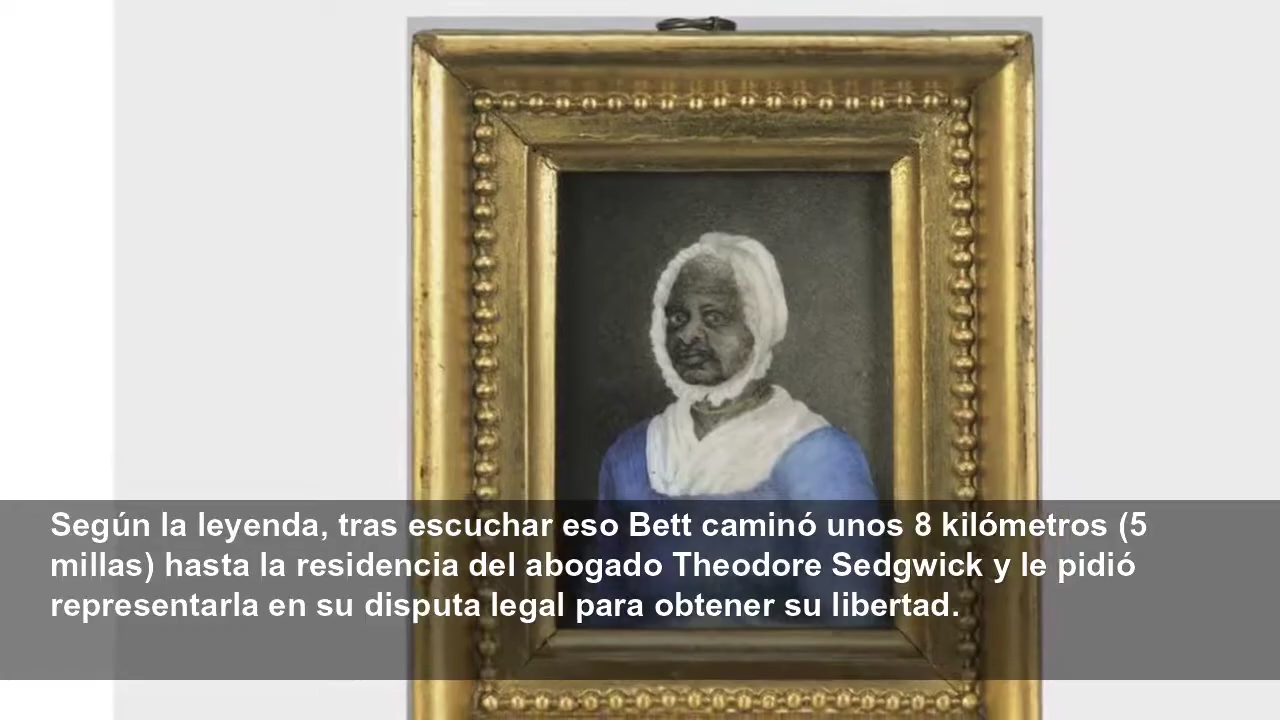 Según la leyenda, tras escuchar eso Bett caminó unos 8 kilómetros (5
millas) hasta la residencia del abogado Theodore Sedgwick y le pidió
representarla en su disputa legal para obtener su libertad.